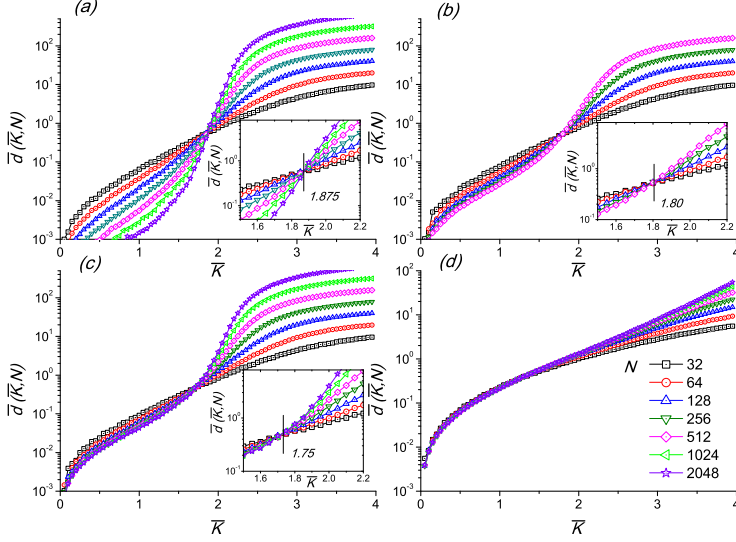 (a)
10²
10¹
10⁰
10⁻¹
10⁻²
10⁻³
d̅ (K̅,N)
0 1 2 3 4
K̅
d̅ (K̅,N)
10⁰
10⁻¹
1.6 1.8 2.0 2.2
K̅
1.875
(b)
10²
10¹
10⁰
10⁻¹
10⁻²
10⁻³
d̅ (K̅,N)
0 1 2 3 4
K̅
d̅ (K̅,N)
10⁰
10⁻¹
1.6 1.8 2.0 2.2
K̅
1.80
(c)
10²
10¹
10⁰
10⁻¹
10⁻²
10⁻³
d̅ (K̅,N)
0 1 2 3 4
K̅
d̅ (K̅,N)
10⁰
10⁻¹
1.6 1.8 2.0 2.2
K̅
1.75
(d)
10²
10¹
10⁰
10⁻¹
10⁻²
10⁻³
d̅ (K̅,N)
0 1 2 3 4
K̅
N
32
64
128
256
512
1024
2048